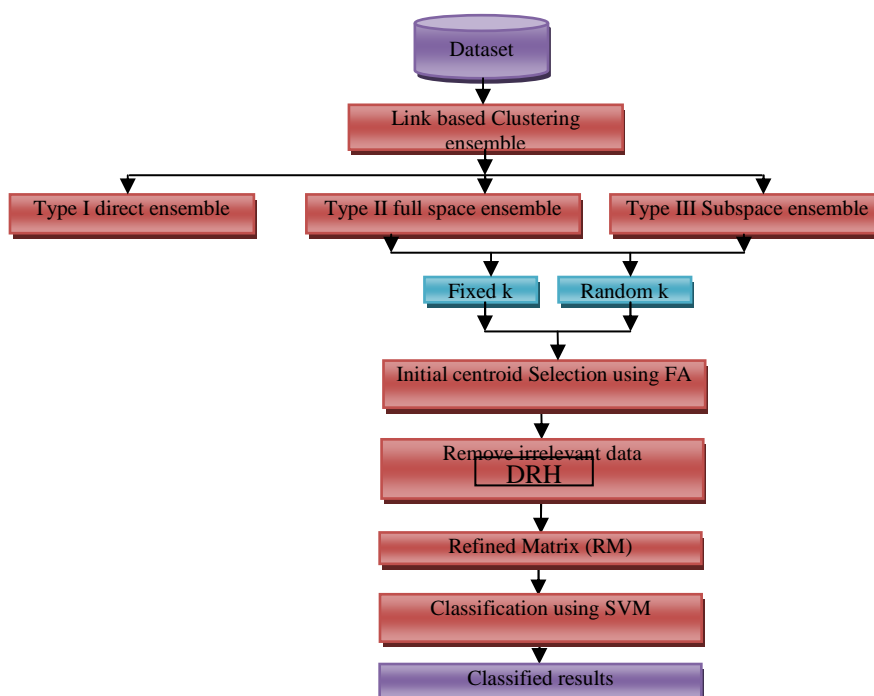 Dataset
Link based Clustering
ensemble
Type I direct ensemble
Type II full space ensemble
Type III Subspace ensemble
Fixed k
Random k
Initial centroid Selection using FA
Remove irrelevant data
DRH
Refined Matrix (RM)
Classification using SVM
Classified results